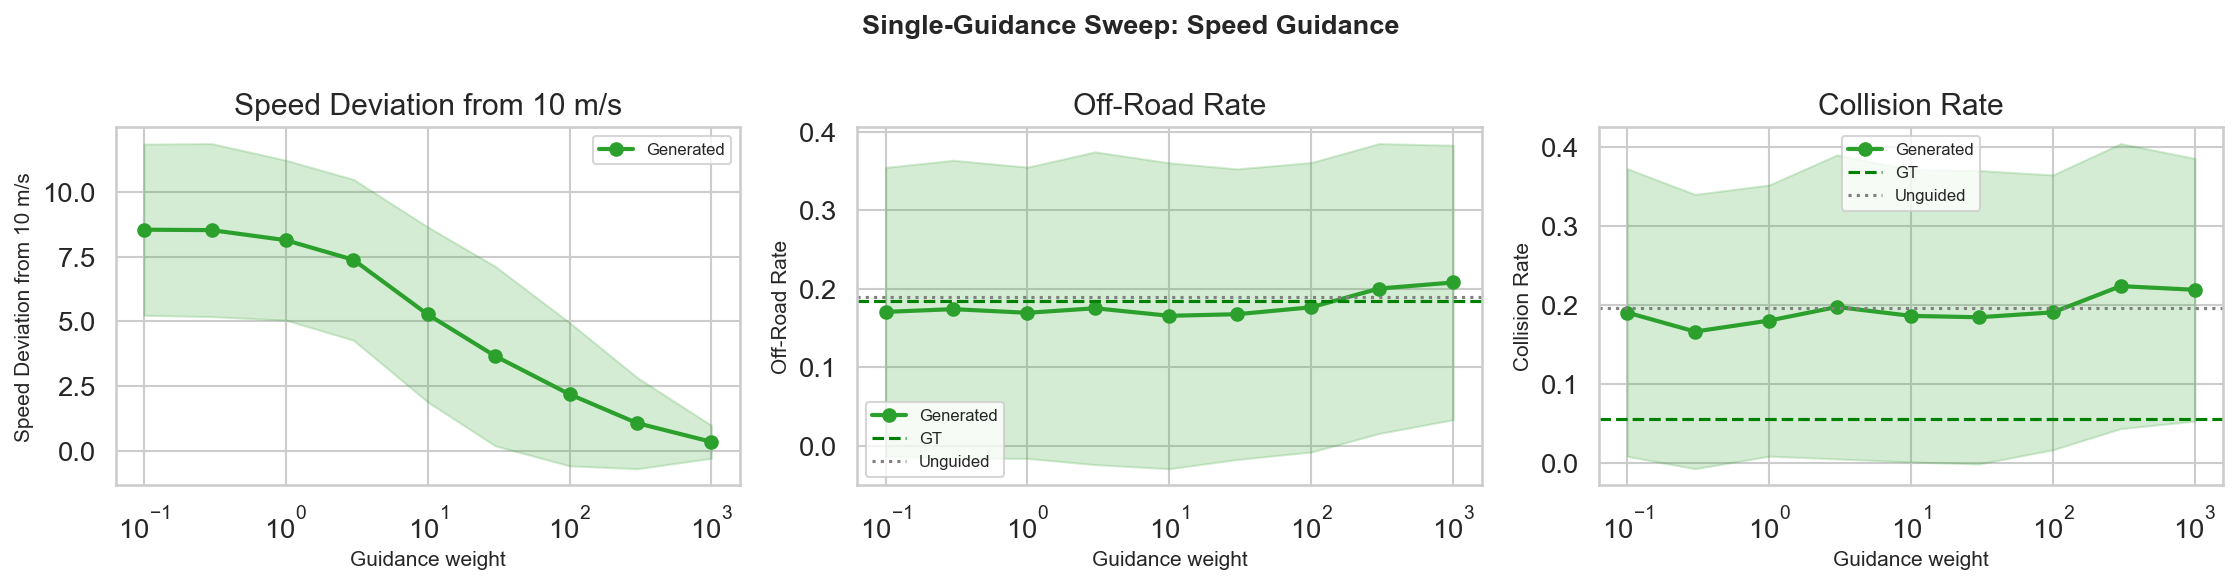 Single-Guidance Sweep: Speed Guidance
Speed Deviation from 10 m/s
Speed Deviation from 10 m/s
10.0
7.5
5.0
2.5
0.0
Generated
10⁻¹ 10⁰ 10¹ 10² 10³
Guidance weight
Off-Road Rate
Off-Road Rate
0.4
0.3
0.2
0.1
0.0
Generated
GT
Unguided
10⁻¹ 10⁰ 10¹ 10² 10³
Guidance weight
Collision Rate
Collision Rate
0.4
0.3
0.2
0.1
0.0
Generated
GT
Unguided
10⁻¹ 10⁰ 10¹ 10² 10³
Guidance weight